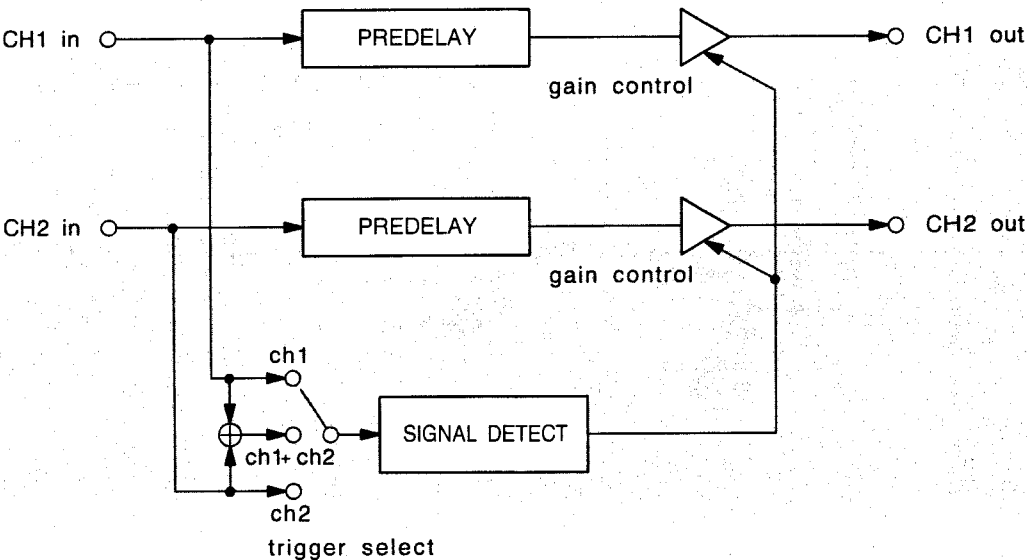 CH1 in
PREDELAY
CH1 out
gain control
CH2 in
PREDELAY
CH2 out
gain control
ch1
SIGNAL DETECT
ch1+ ch2
ch2
trigger select